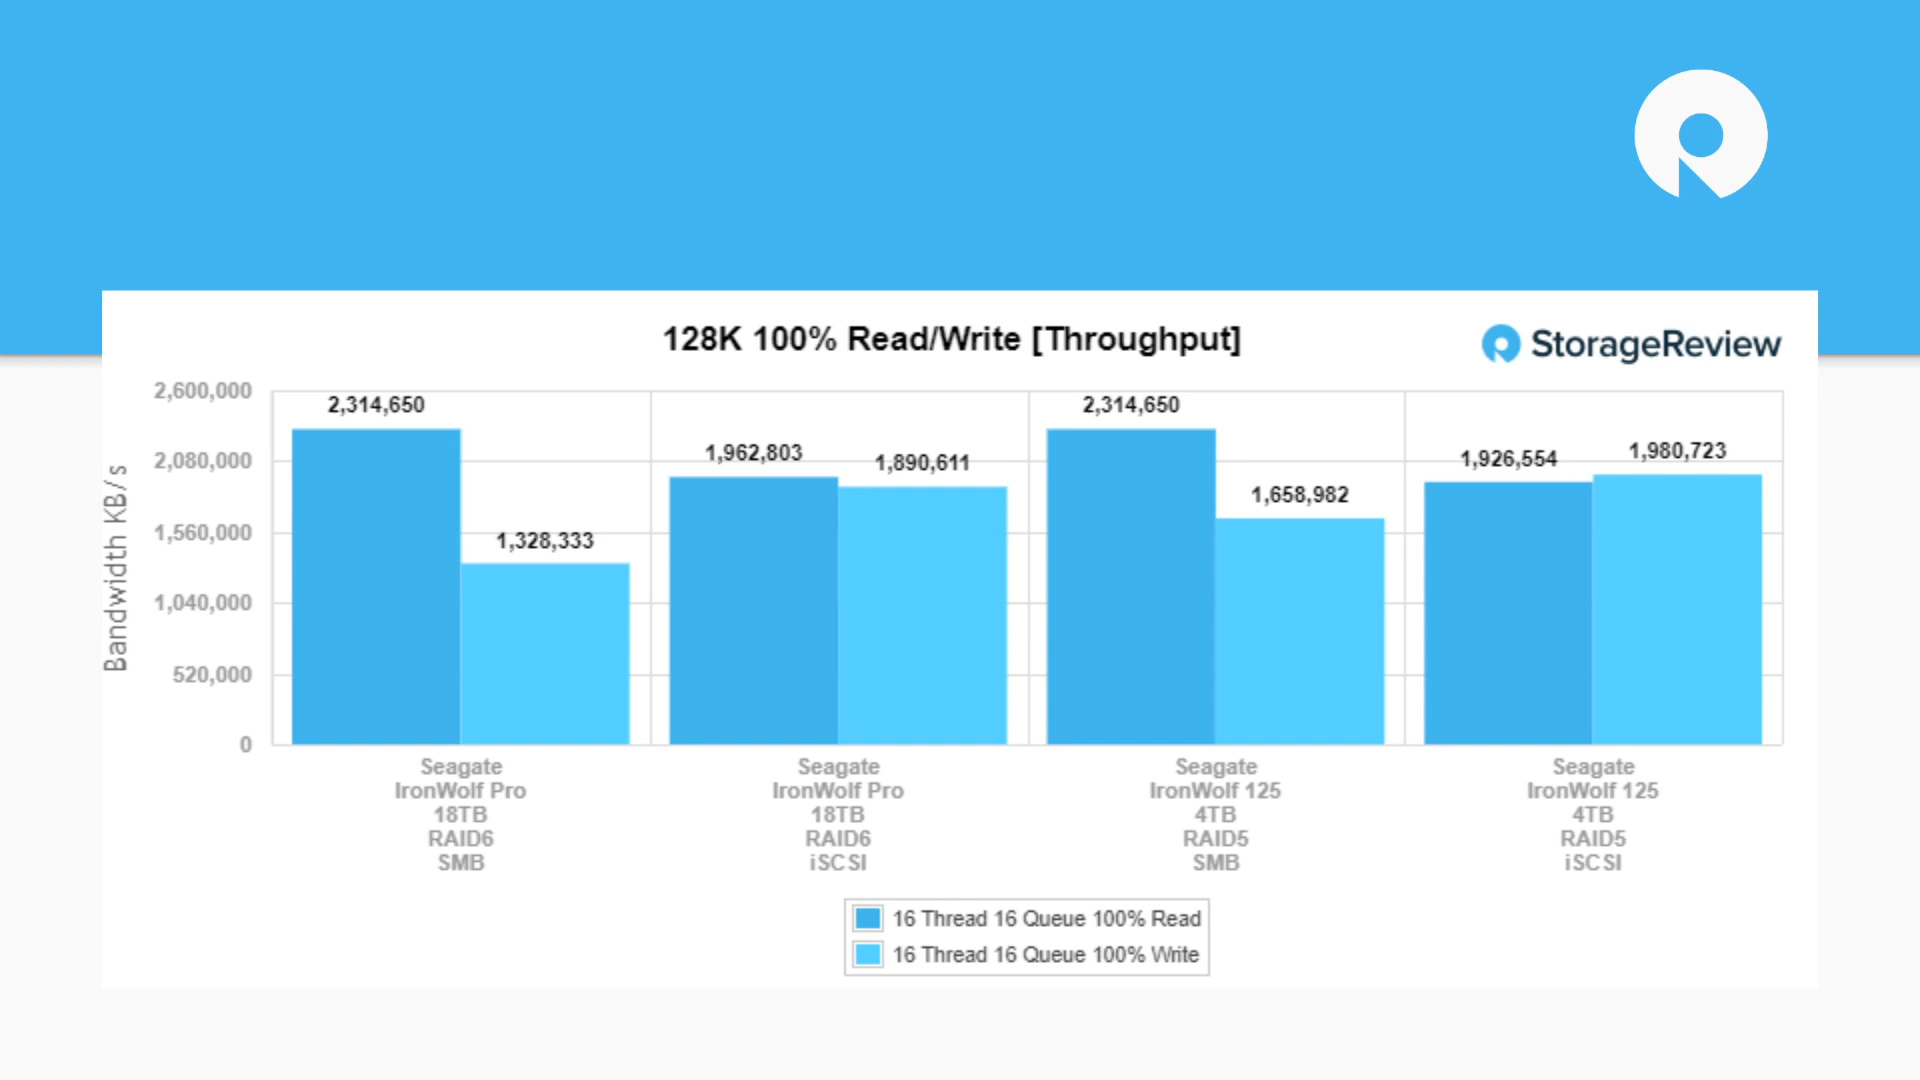 128K 100% Read/Write [Throughput]
StorageReview
Bandwidth KB/s
2,600,000
2,080,000
1,560,000
1,040,000
520,000
0
2,314,650
1,328,333
1,962,803
1,890,611
2,314,650
1,658,982
1,926,554
1,980,723
Seagate
IronWolf Pro
18TB
RAID6
SMB
Seagate
IronWolf Pro
18TB
RAID6
iSCSI
Seagate
IronWolf 125
4TB
RAID5
SMB
Seagate
IronWolf 125
4TB
RAID5
iSCSI
16 Thread 16 Queue 100% Read
16 Thread 16 Queue 100% Write